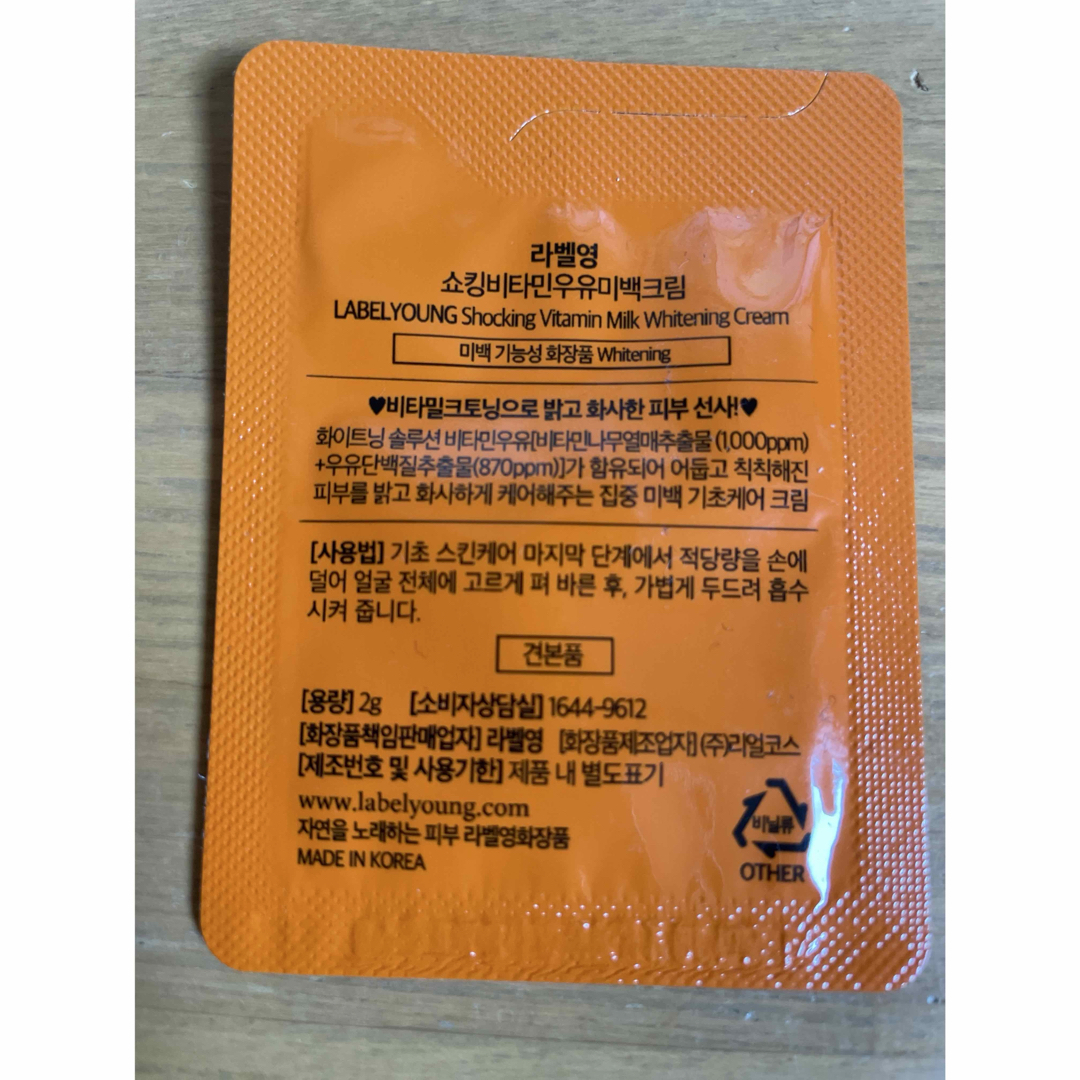 라벨영
쇼킹비타민우유미백크림
LABELYOUNG Shocking Vitamin Milk Whitening Cream
미백 기능성 화장품 Whitening
♥비타밀크토닝으로 밝고 화사한 피부 선사!♥
화이트닝 솔루션 비타민우유[비타민나무열매추출물 (1,000ppm)
+우유단백질추출물(870ppm)]가 함유되어 어둡고 칙칙해진
피부를 밝고 화사하게 케어해주는 집중 미백 기초케어 크림
[사용법] 기초 스킨케어 마지막 단계에서 적당량을 손에
덜어 얼굴 전체에 고르게 펴 바른 후, 가볍게 두드려 흡수
시켜 줍니다.
견본품
[용량] 2g [소비자상담실] 1644-9612
[화장품책임판매업자] 라벨영 [화장품제조업자] (주)리얼코스
[제조번호 및 사용기한] 제품 내 별도표기
www.labelyoung.com
자연을 노래하는 피부 라벨영화장품
MADE IN KOREA
비닐류
OTHER